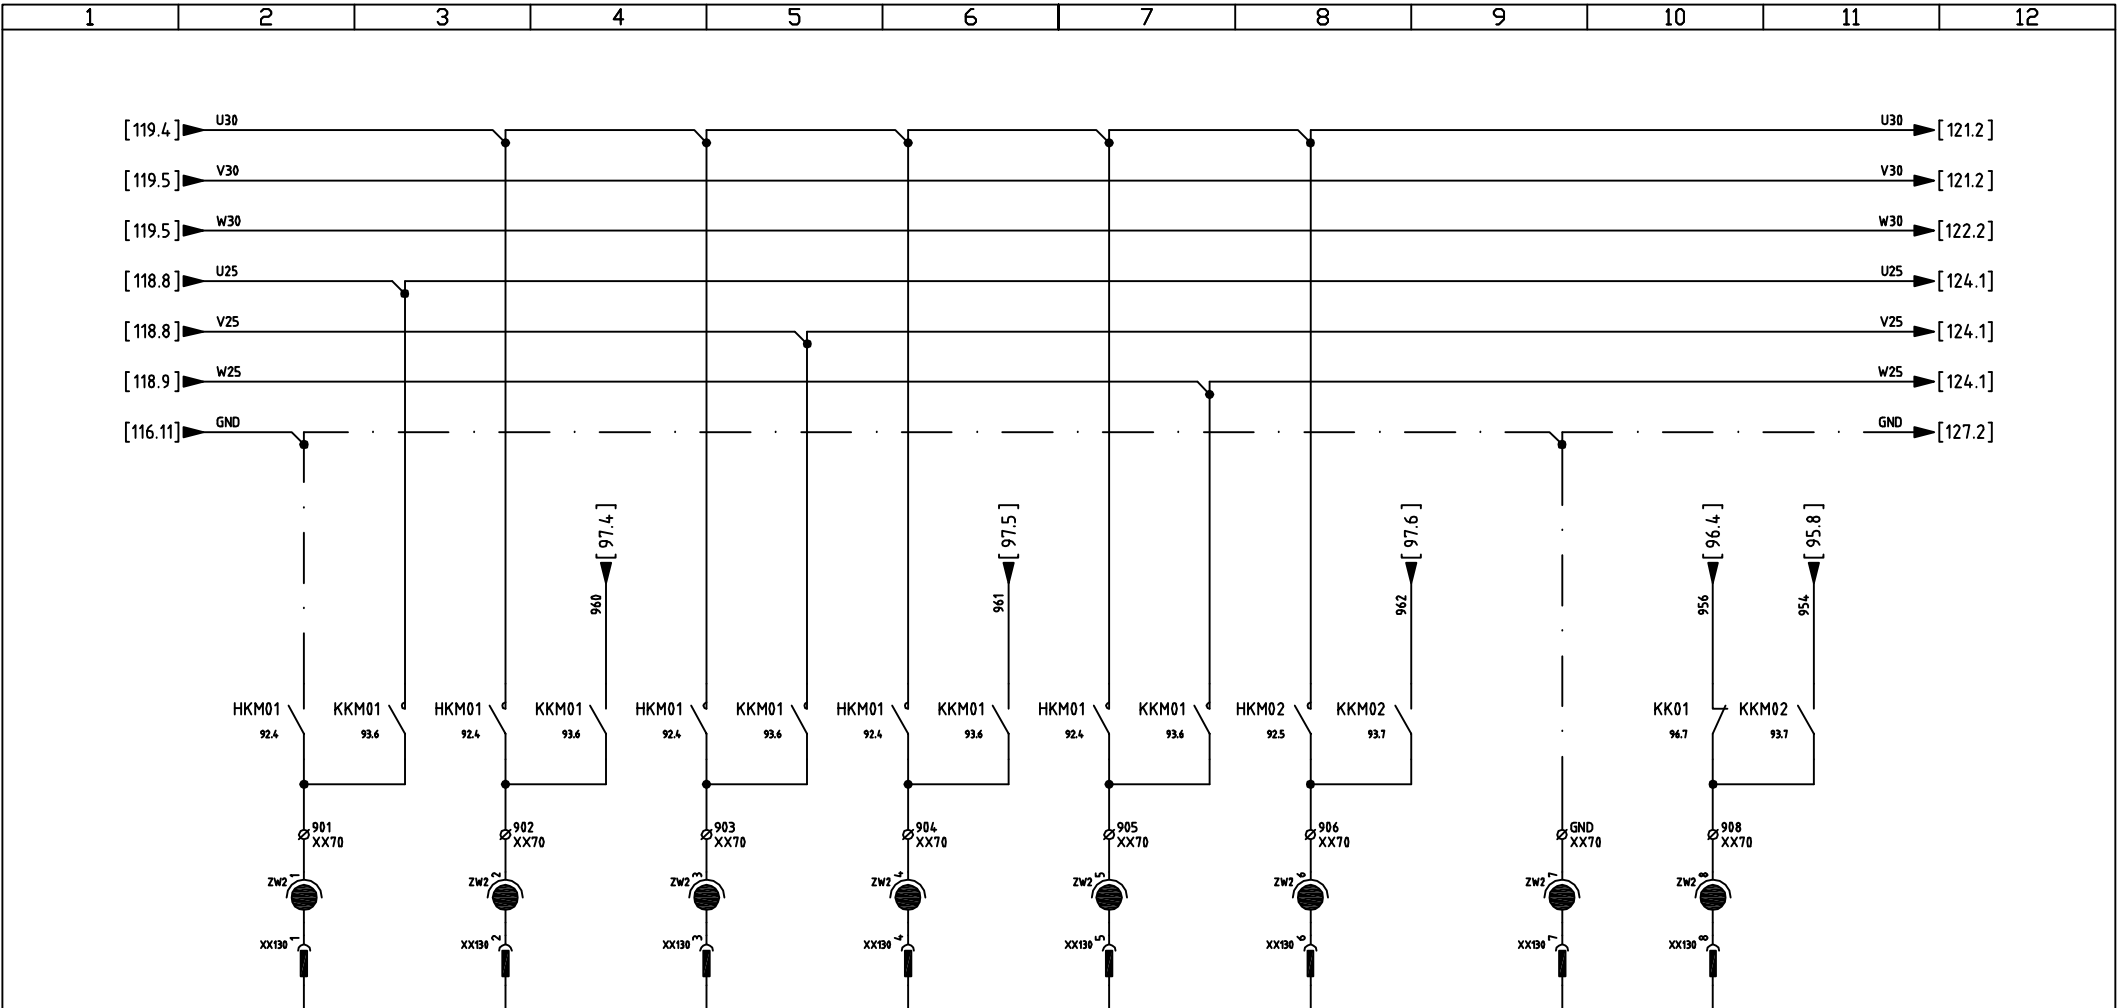 1 2 3 4 5 6 7 8 9 10 11 12
[119.4] U30 U30 [121.2]
[119.5] V30 V30 [121.2]
[119.5] W30 W30 [122.2]
[118.8] U25 U25 [124.1]
[118.8] V25 V25 [124.1]
[118.9] W25 W25 [124.1]
[116.11] GND GND [127.2]
[97.4] [97.5] [97.6] [96.4] [95.8]
960 961 962 956 954
HKM01 KKM01 HKM01 KKM01 HKM01 KKM01 HKM01 KKM01 HKM01 KKM01 HKM02 KKM02 KK01 KKM02
92.4 93.6 92.4 93.6 92.4 93.6 92.4 93.6 92.4 93.6 92.5 93.7 96.7 93.7
901 902 903 904 905 906 GND 908
XX70 XX70 XX70 XX70 XX70 XX70 XX70 XX70
ZW2 1 ZW2 2 ZW2 3 ZW2 4 ZW2 5 ZW2 6 ZW2 7 ZW2 8
XX130 1 XX130 2 XX130 3 XX130 4 XX130 5 XX130 6 XX130 7 XX130 8